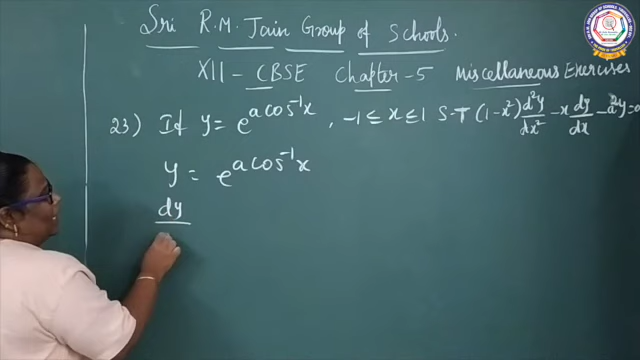 Sri R.M. Jain Group of Schools.
XII - CBSE Chapter - 5 Miscellaneous Exercises
23) If y = e^{a cos⁻¹x}, -1 ≤ x ≤ 1 S.T (1-x²) d²y/dx² - x dy/dx - a²y = 0
y = e^{a cos⁻¹x}
dy